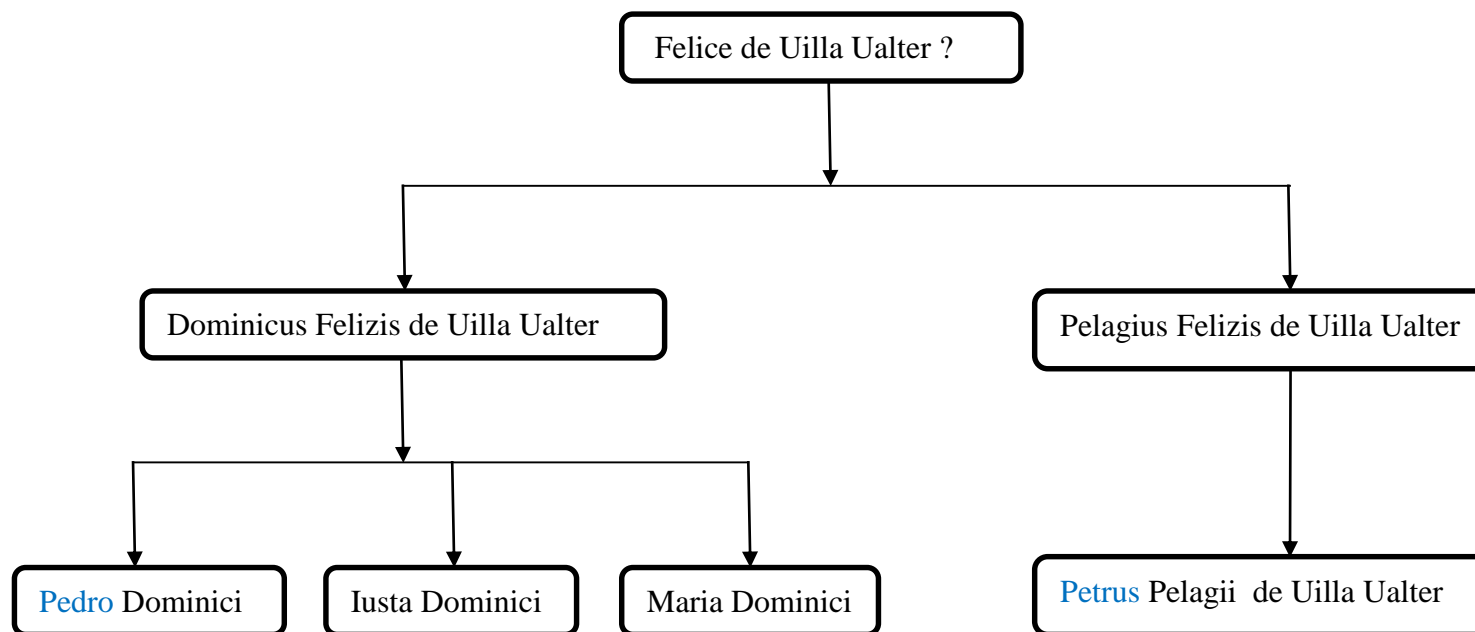 Felice de Uilla Ualter ?
Dominicus Felizis de Uilla Ualter
Pelagius Felizis de Uilla Ualter
Pedro Dominici
Iusta Dominici
Maria Dominici
Petrus Pelagii de Uilla Ualter